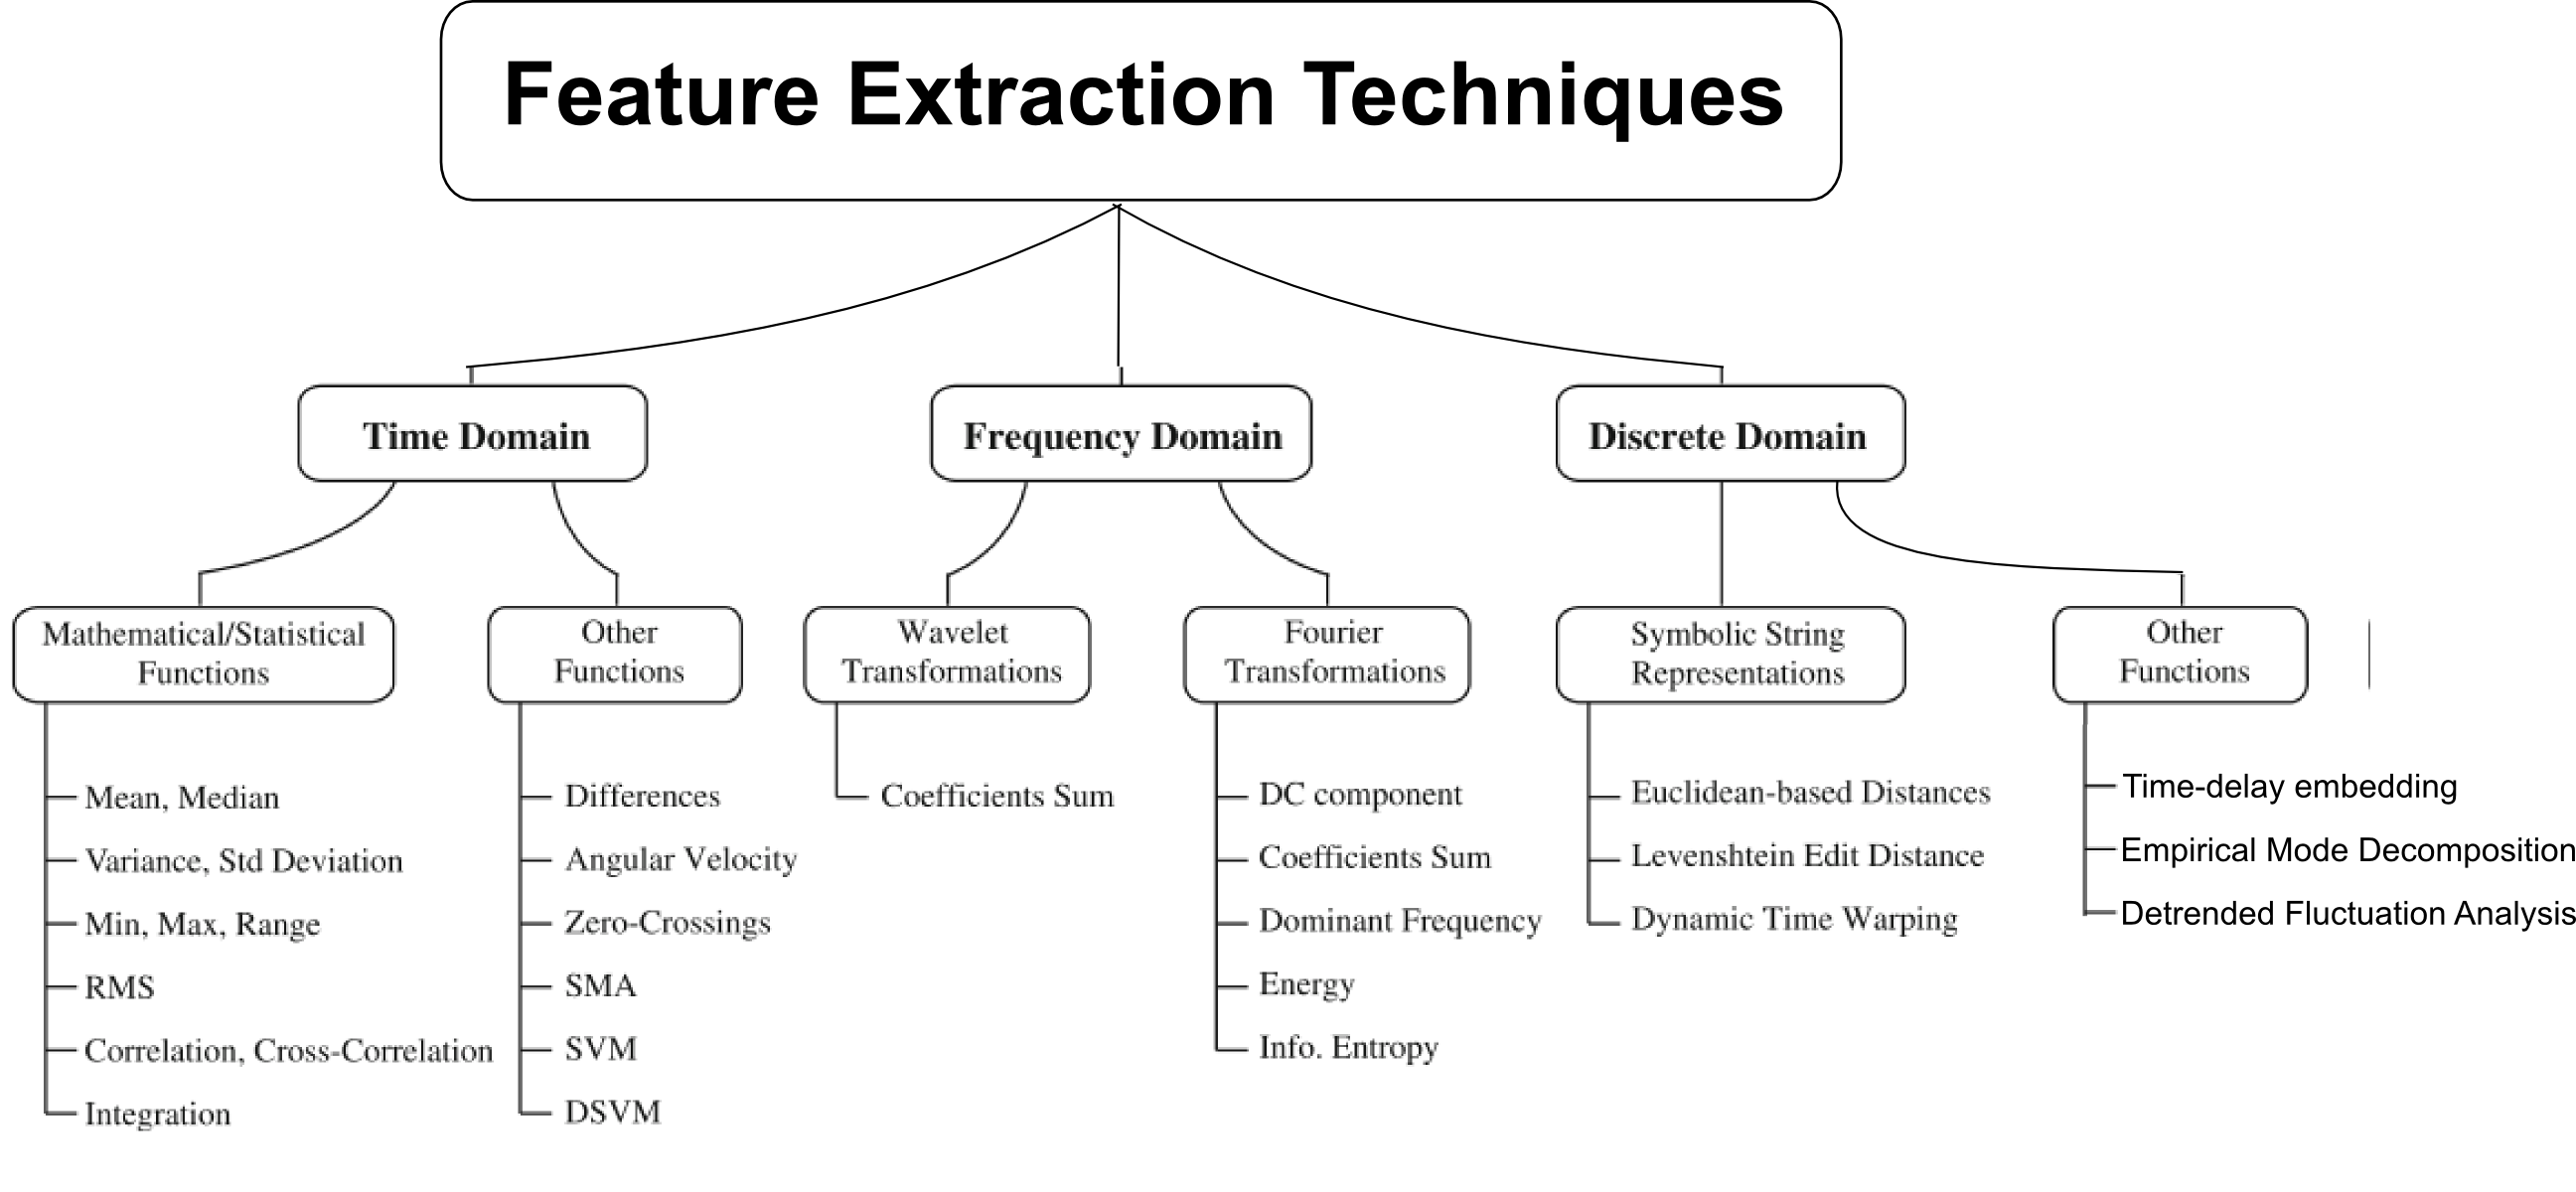 Feature Extraction Techniques
Time Domain
Frequency Domain
Discrete Domain
Mathematical/Statistical
Functions
Other
Functions
Wavelet
Transformations
Fourier
Transformations
Symbolic String
Representations
Other
Functions
Mean, Median
Variance, Std Deviation
Min, Max, Range
RMS
Correlation, Cross-Correlation
Integration
Differences
Angular Velocity
Zero-Crossings
SMA
SVM
DSVM
Coefficients Sum
DC component
Coefficients Sum
Dominant Frequency
Energy
Info. Entropy
Euclidean-based Distances
Levenshtein Edit Distance
Dynamic Time Warping
Time-delay embedding
Empirical Mode Decomposition
Detrended Fluctuation Analysis